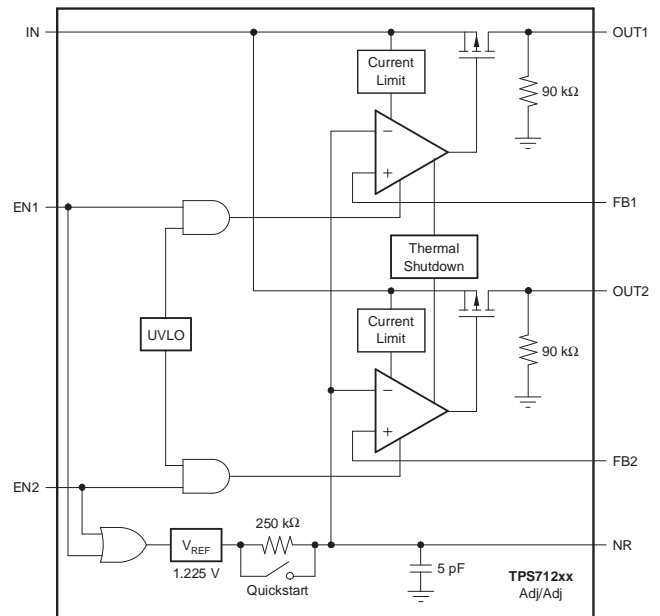 IN
OUT1
Current
Limit
90 kΩ
−
+
EN1
FB1
Thermal
Shutdown
OUT2
UVLO
Current
Limit
90 kΩ
−
+
FB2
EN2
250 kΩ
VREF
NR
1.225 V
Quickstart
5 pF
TPS712xx
Adj/Adj